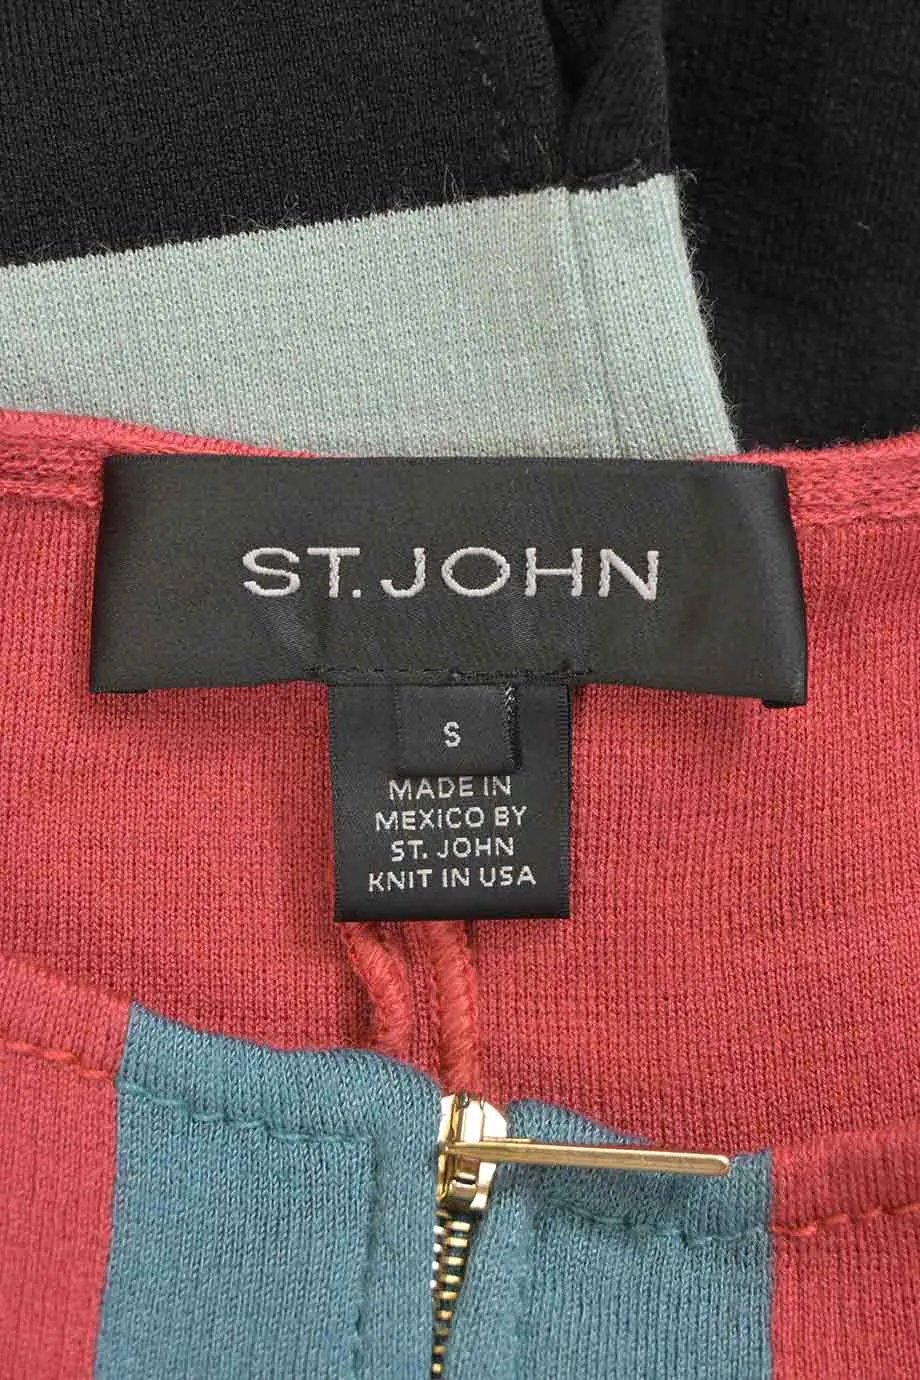 ST. JOHN
S
MADE IN
MEXICO BY
ST. JOHN
KNIT IN USA